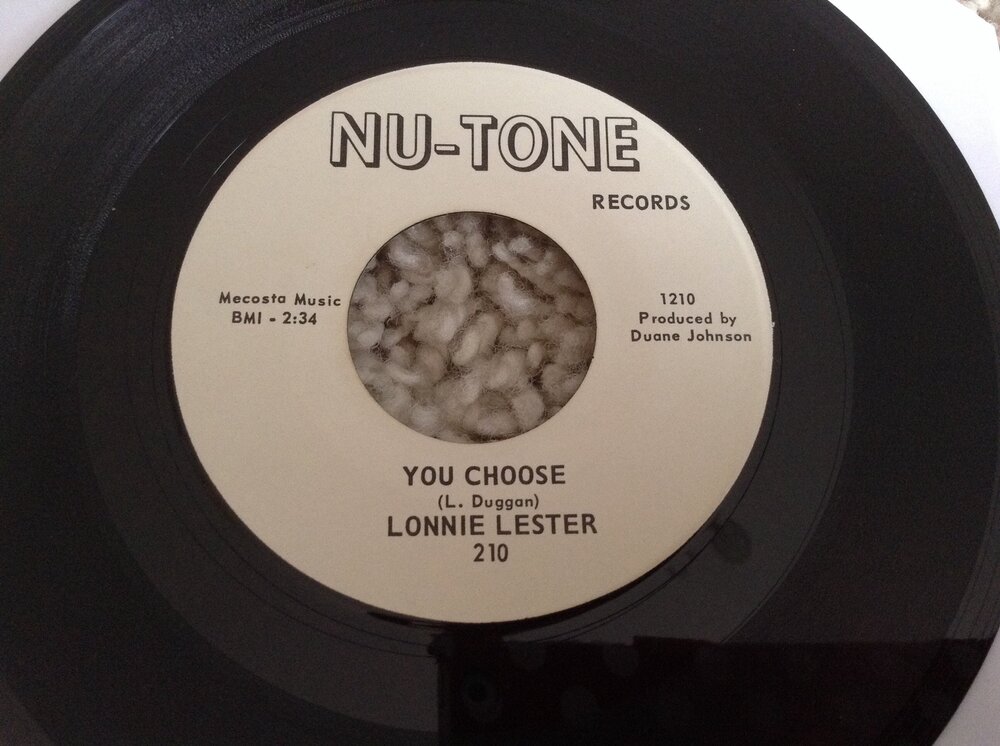 NU-TONE
RECORDS
Mecosta Music
BMI - 2:34
1210
Produced by
Duane Johnson
YOU CHOOSE
(L. Duggan)
LONNIE LESTER
210